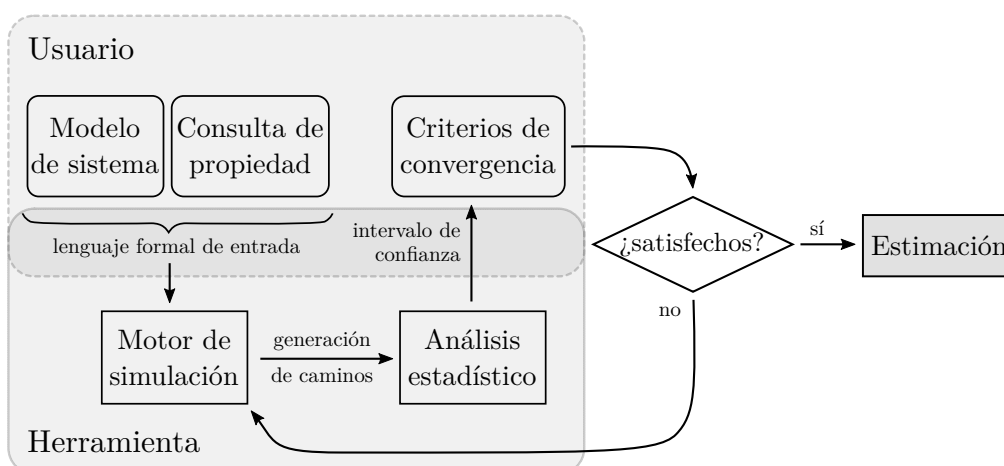 Usuario
Modelo
de sistema
Consulta de
propiedad
Criterios de
convergencia
lenguaje formal de entrada
intervalo de
confianza
¿satisfechos?
sí
Estimación
no
Motor de
simulación
generación
de caminos
Análisis
estadístico
Herramienta